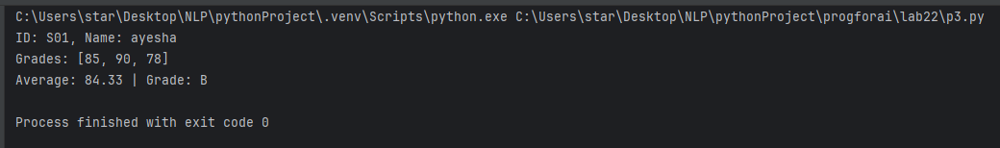 C:\Users\star\Desktop\NLP\pythonProject\.venv\Scripts\python.exe C:\Users\star\Desktop\NLP\pythonProject\progforai\lab22\p3.py
ID: S01, Name: ayesha
Grades: [85, 90, 78]
Average: 84.33 | Grade: B
Process finished with exit code 0